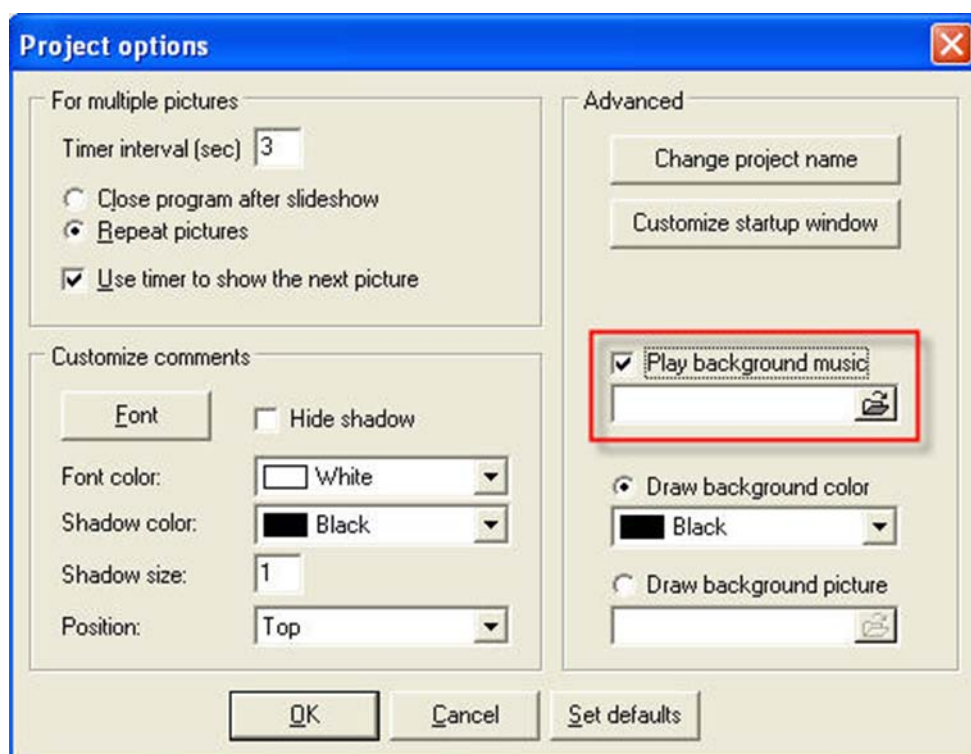 Project options
For multiple pictures
Timer interval (sec) 3
Close program after slideshow
Repeat pictures
Use timer to show the next picture
Customize comments
Font
Hide shadow
Font color: White
Shadow color: Black
Shadow size: 1
Position: Top
Advanced
Change project name
Customize startup window
Play background music
Draw background color
Black
Draw background picture
OK Cancel Set defaults